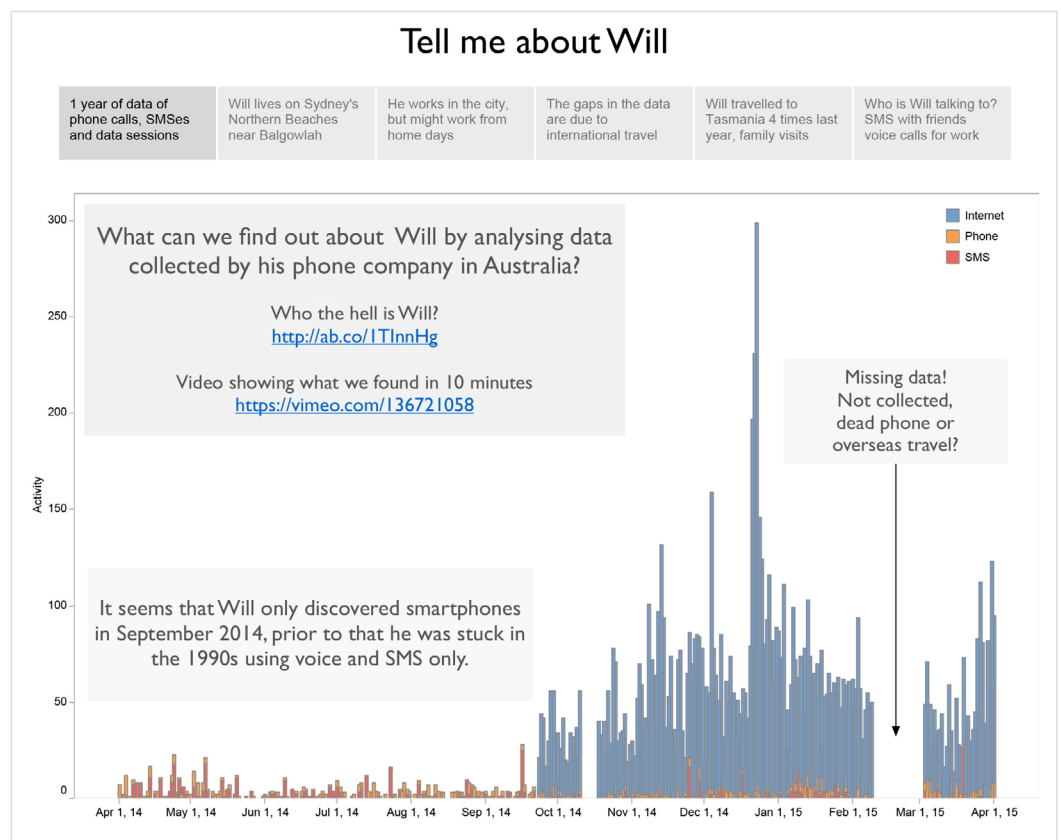 Tell me about Will
1 year of data of
phone calls, SMSes
and data sessions
Will lives on Sydney's
Northern Beaches
near Balgowlah
He works in the city,
but might work from
home days
The gaps in the data
are due to
international travel
Will travelled to
Tasmania 4 times last
year, family visits
Who is Will talking to?
SMS with friends
voice calls for work
What can we find out about Will by analysing data
collected by his phone company in Australia?
Who the hell is Will?
http://ab.co/1TInnHg
Video showing what we found in 10 minutes
https://vimeo.com/136721058
Internet
Phone
SMS
Missing data!
Not collected,
dead phone or
overseas travel?
It seems that Will only discovered smartphones
in September 2014, prior to that he was stuck in
the 1990s using voice and SMS only.
Activity
300
250
200
150
100
50
0
Apr 1, 14
May 1, 14
Jun 1, 14
Jul 1, 14
Aug 1, 14
Sep 1, 14
Oct 1, 14
Nov 1, 14
Dec 1, 14
Jan 1, 15
Feb 1, 15
Mar 1, 15
Apr 1, 15